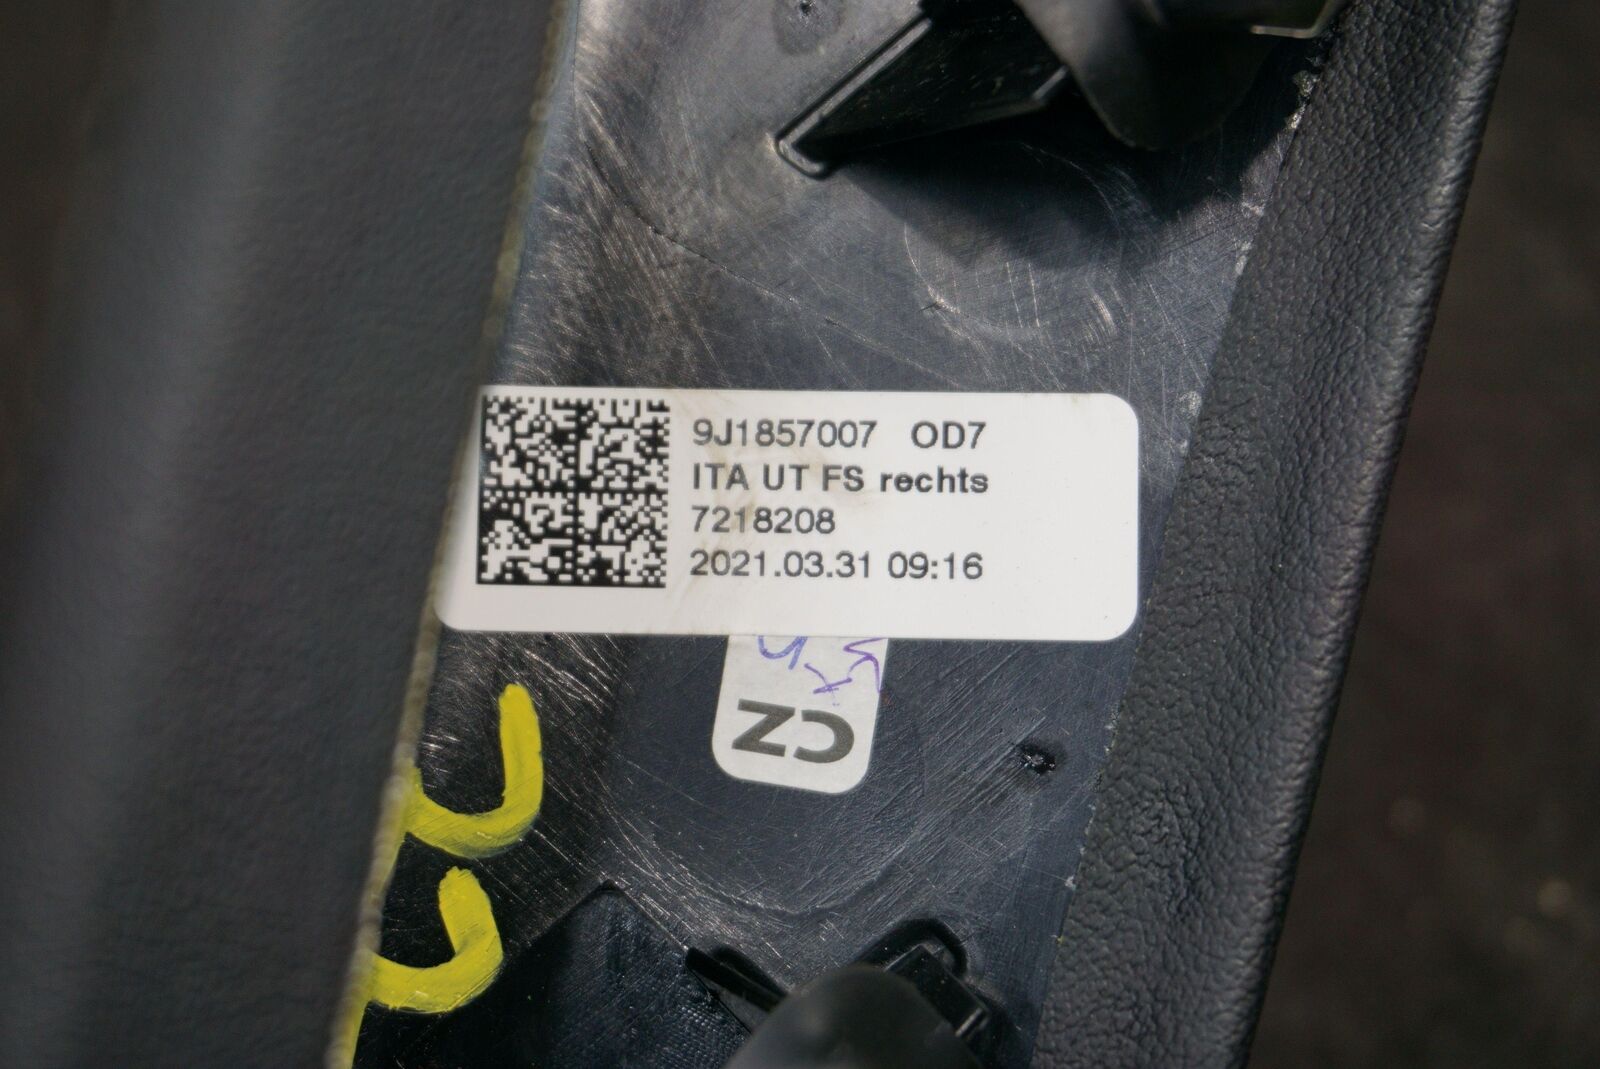 9J1857007 OD7
ITA UT FS rechts
7218208
2021.03.31 09:16
CZ